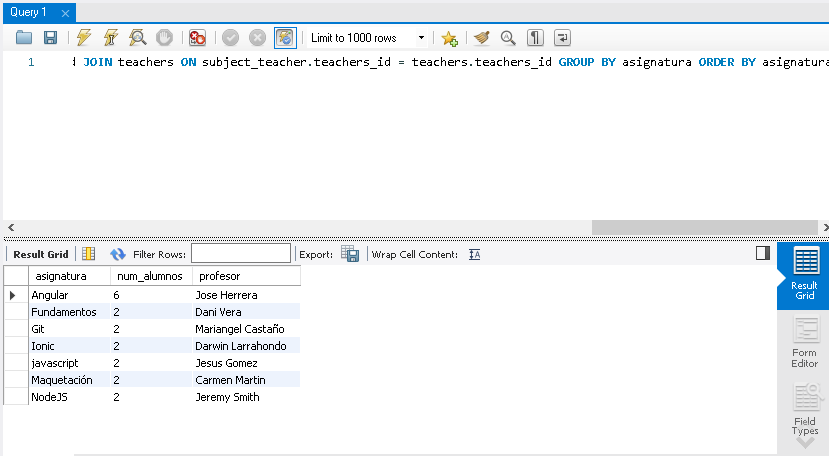 Query 1
Limit to 1000 rows
1 JOIN teachers ON subject_teacher.teachers_id = teachers.teachers_id GROUP BY asignatura ORDER BY asignatura
Result Grid Filter Rows: Export: Wrap Cell Content:
asignatura num_alumnos profesor
Angular 6 Jose Herrera
Fundamentos 2 Dani Vera
Git 2 Mariangel Castaño
Ionic 2 Darwin Larrahondo
javascript 2 Jesus Gomez
Maquetación 2 Carmen Martin
NodeJS 2 Jeremy Smith
Result
Grid
Form
Editor
Field
Types